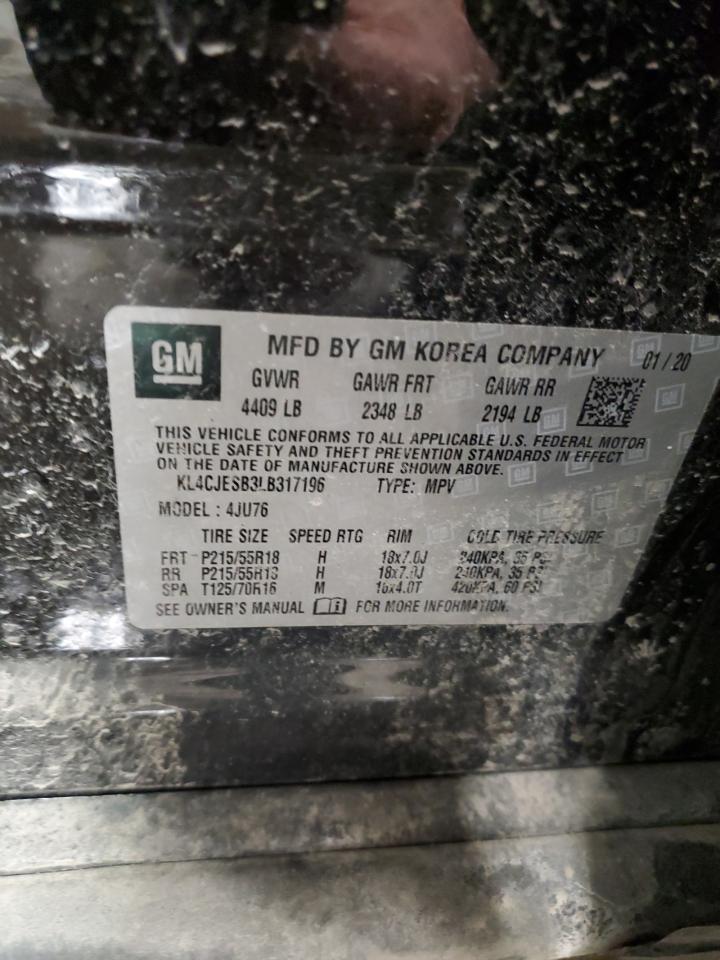 GM
MFD BY GM KOREA COMPANY 01/20
GVWR GAWR FRT GAWR RR
4409 LB 2348 LB 2194 LB
THIS VEHICLE CONFORMS TO ALL APPLICABLE U.S. FEDERAL MOTOR
VEHICLE SAFETY AND THEFT PREVENTION STANDARDS IN EFFECT
ON THE DATE OF MANUFACTURE SHOWN ABOVE.
KL4CJESB3LB317196 TYPE: MPV
MODEL: 4JU76
TIRE SIZE SPEED RTG RIM COLD TIRE PRESSURE
FRT P215/55R18 H 18x7.0J 240KPA, 35 PSI
RR P215/55R18 H 18x7.0J 240KPA, 35 PSI
SPA T125/70R16 M 16x4.0T 420KPA, 60 PSI
SEE OWNER'S MANUAL FOR MORE INFORMATION.